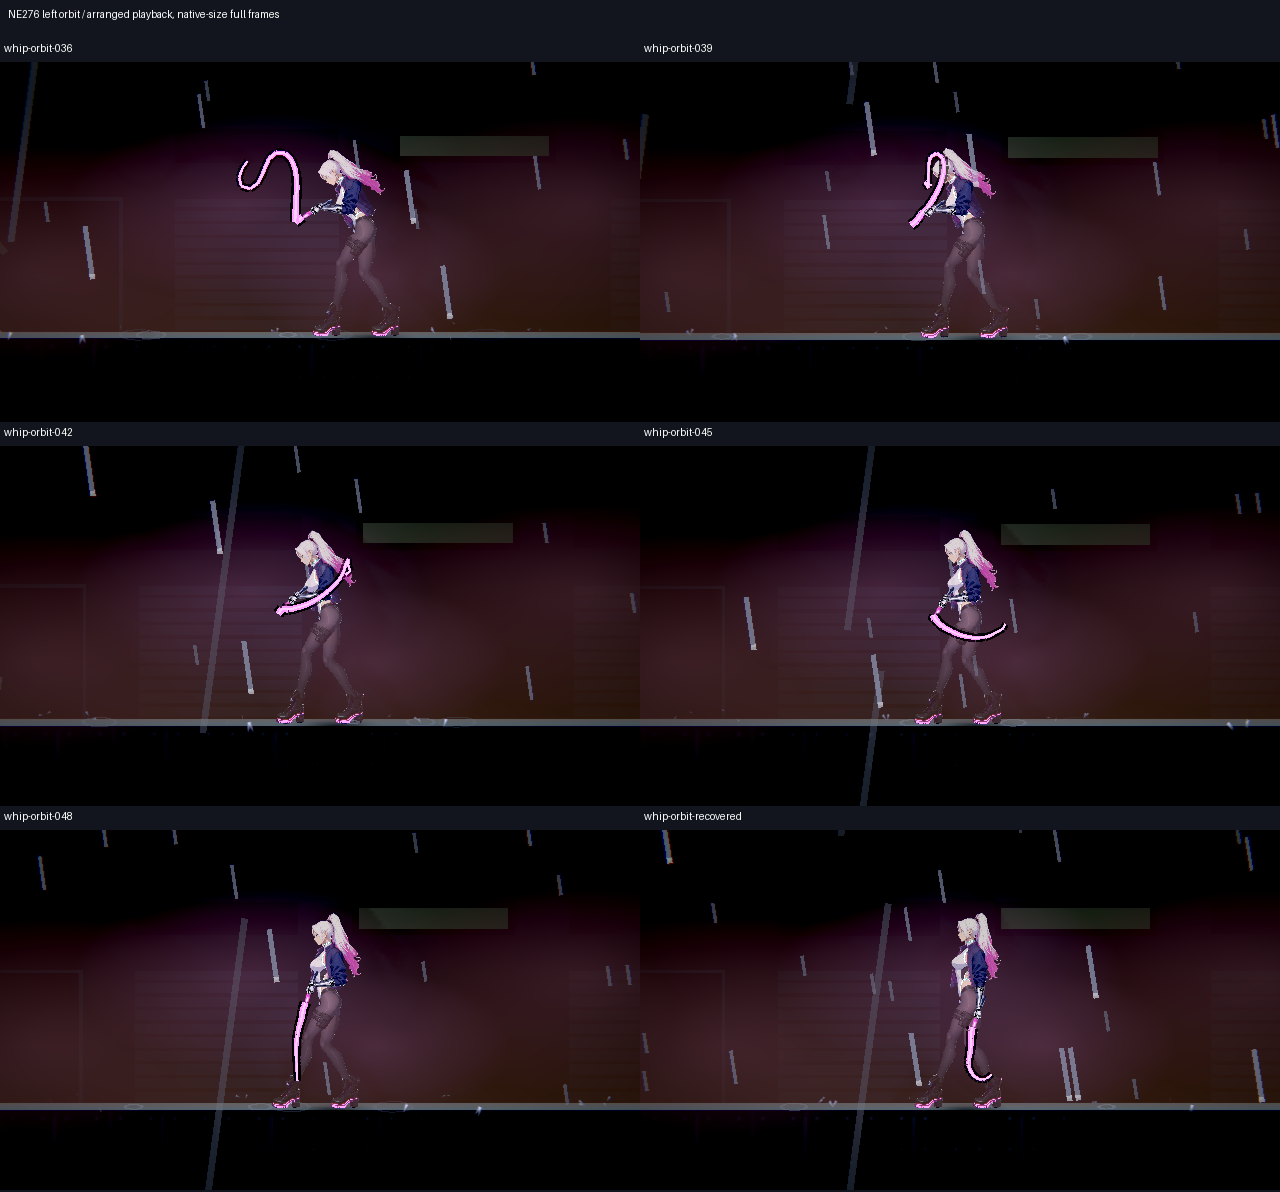 NE276 left orbit / arranged playback, native-size full frames
whip-orbit-036
whip-orbit-039
whip-orbit-042
whip-orbit-045
whip-orbit-048
whip-orbit-recovered